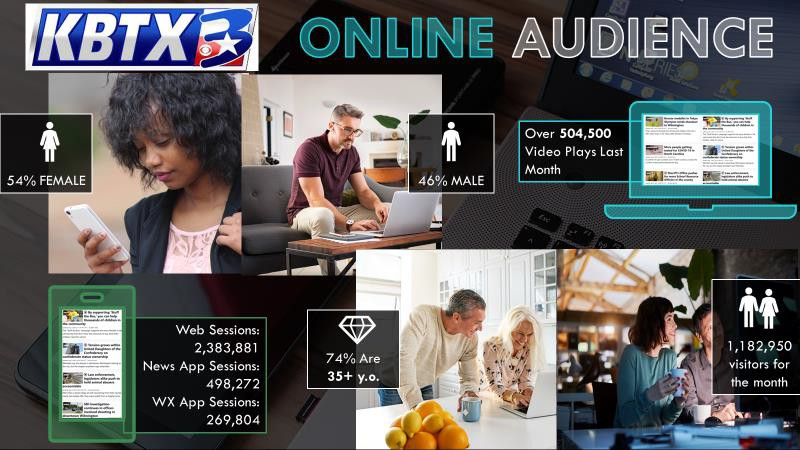 KBTX 3
ONLINE AUDIENCE
54% FEMALE
46% MALE
Over 504,500
Video Plays Last
Month
Esc
Web Sessions:
2,383,881
News App Sessions:
498,272
WX App Sessions:
269,804
74% Are
35+ y.o.
1,182,950
visitors for
the month